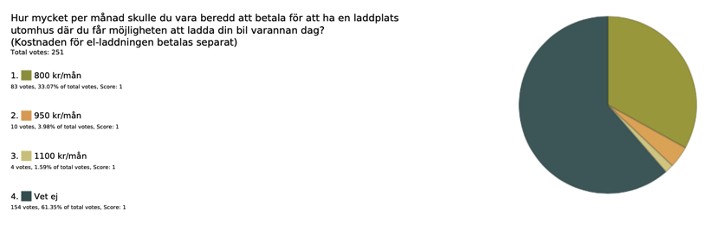 Hur mycket per månad skulle du vara beredd att betala för att ha en laddplats
utomhus där du får möjligheten att ladda din bil varannan dag?
(Kostnaden för el-laddningen betalas separat)
Total votes: 251
1. 800 kr/mån
83 votes, 33.07% of total votes, Score: 1
2. 950 kr/mån
10 votes, 3.98% of total votes, Score: 1
3. 1100 kr/mån
4 votes, 1.59% of total votes, Score: 1
4. Vet ej
154 votes, 61.35% of total votes, Score: 1